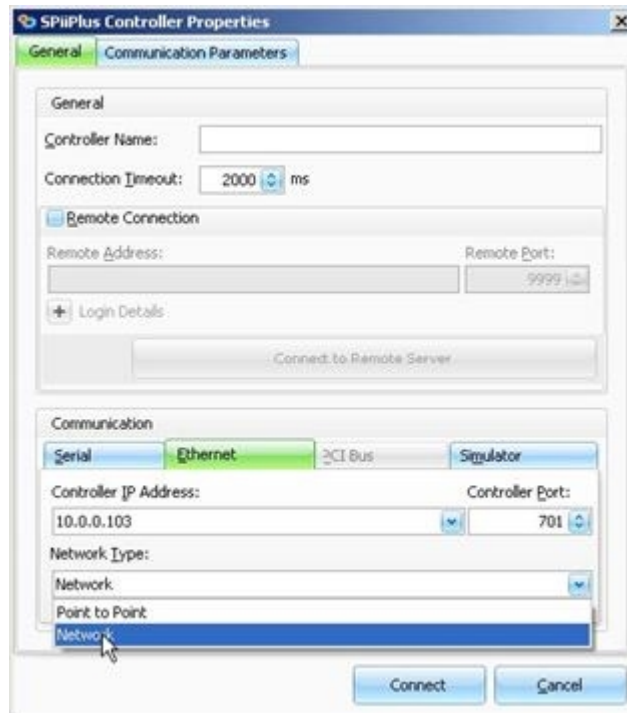 SPiiPlus Controller Properties
General Communication Parameters
General
Controller Name:
Connection Timeout: 2000 ms
Remote Connection
Remote Address: Remote Port:
9999
+ Login Details
Connect to Remote Server
Communication
Serial Ethernet PCI Bus Simulator
Controller IP Address: Controller Port:
10.0.0.103 701
Network Type:
Network
Point to Point
Network
Connect Cancel